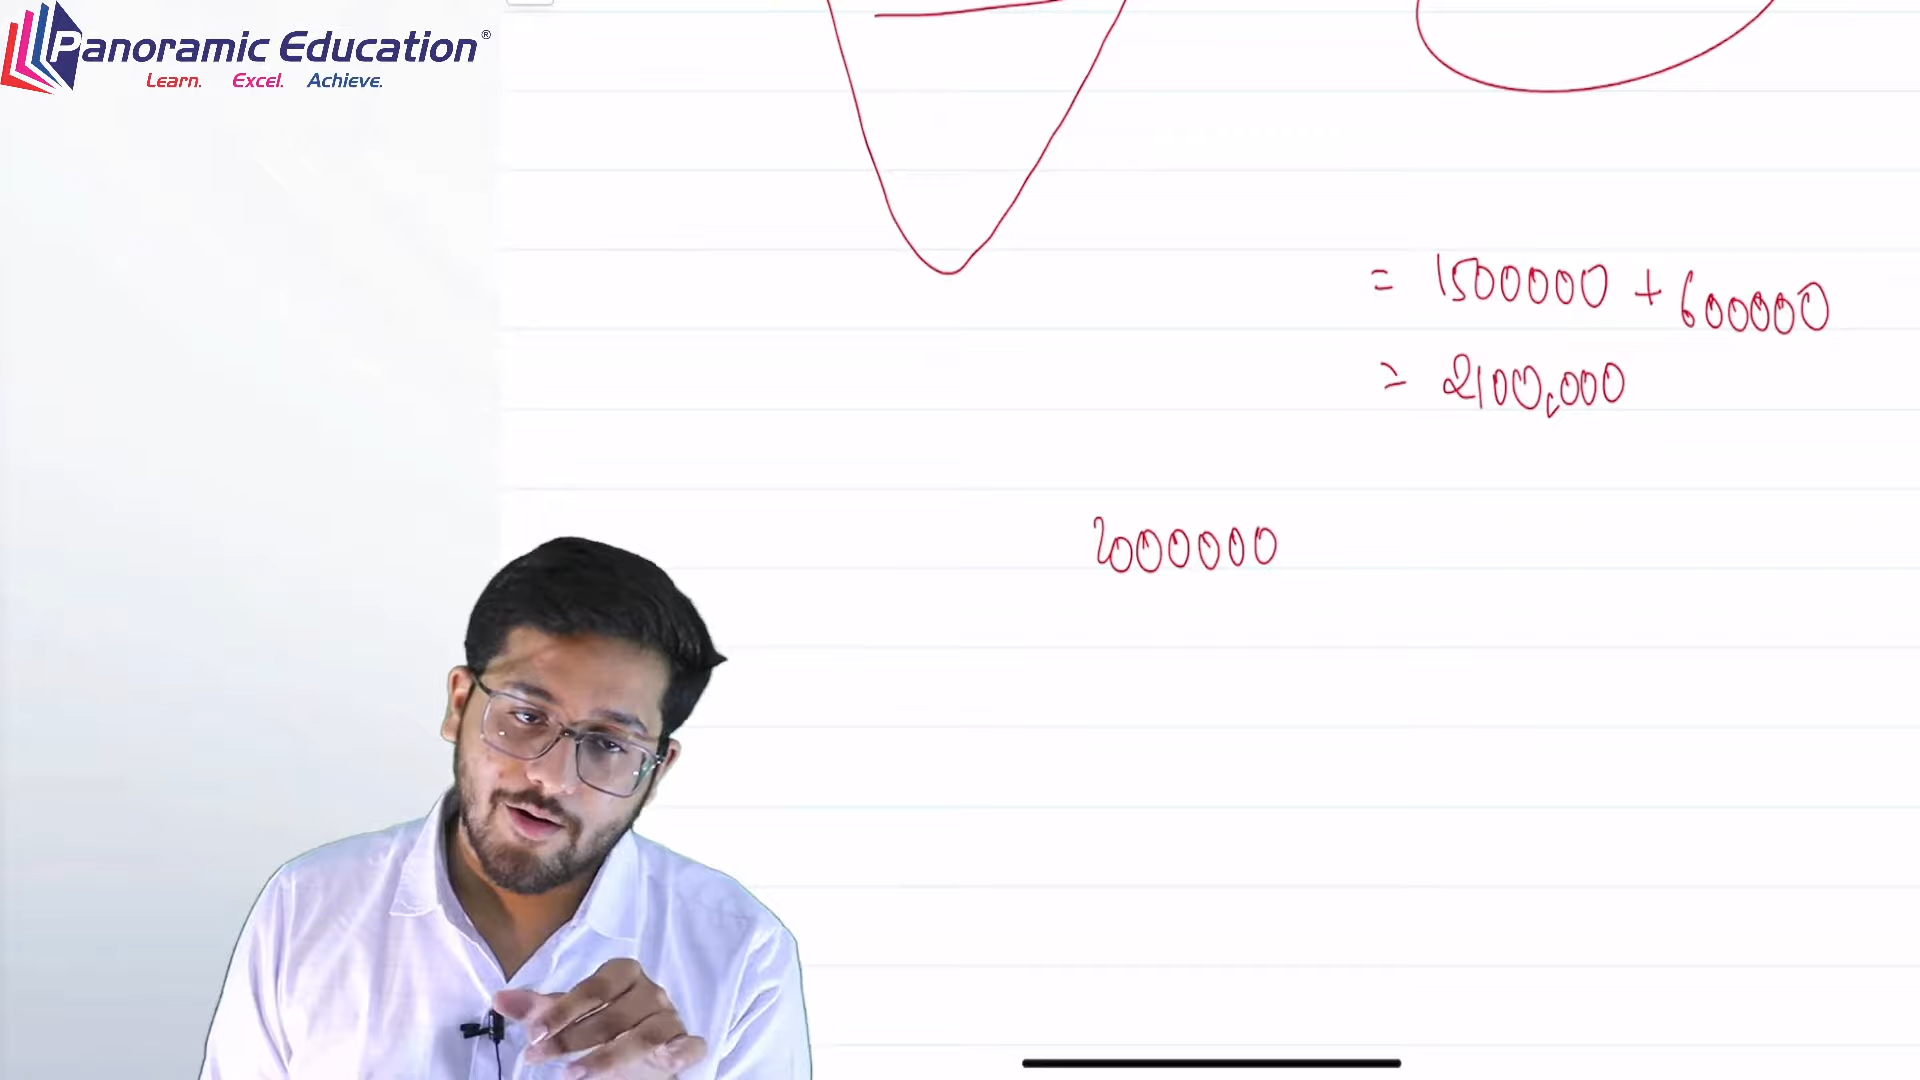 Panoramic Education®
Learn. Excel. Achieve.
= 1500000 + 600000
= 2100,000
2000000